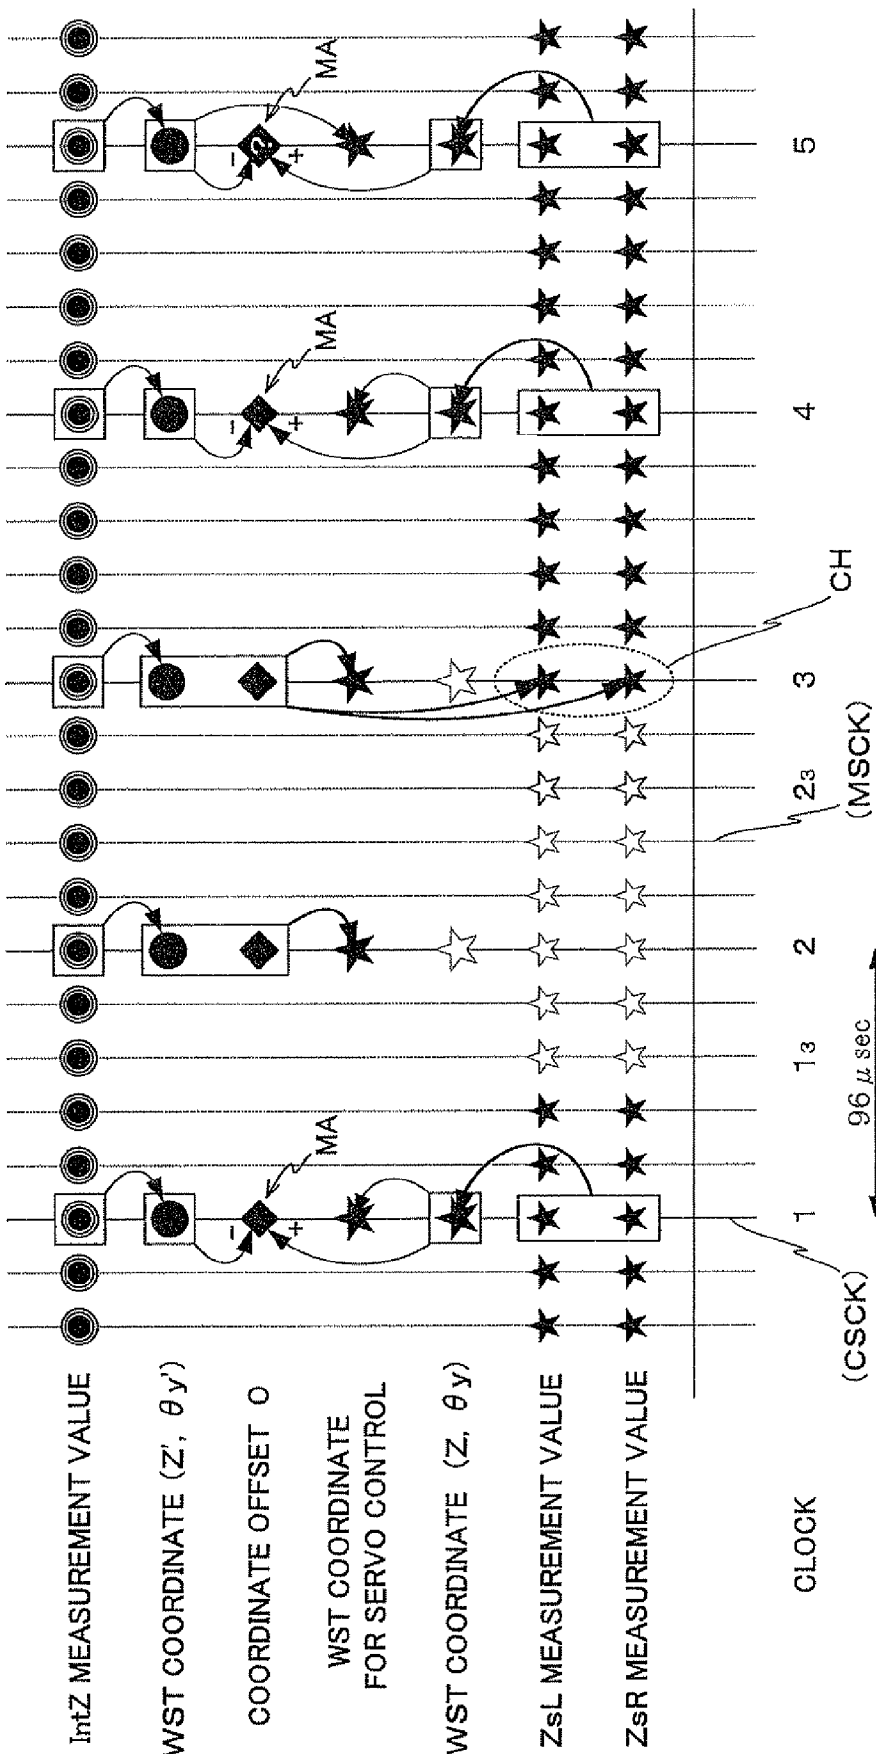 IntZ MEASUREMENT VALUE
WST COORDINATE (Z', θy')
COORDINATE OFFSET O
WST COORDINATE
FOR SERVO CONTROL
WST COORDINATE (Z, θy)
ZsL MEASUREMENT VALUE
ZsR MEASUREMENT VALUE
MA
MA
MA
−
+
−
+
−
?
+
CH
CLOCK
1
1₃
2
2₃
3
4
5
(CSCK)
96 μ sec
(MSCK)